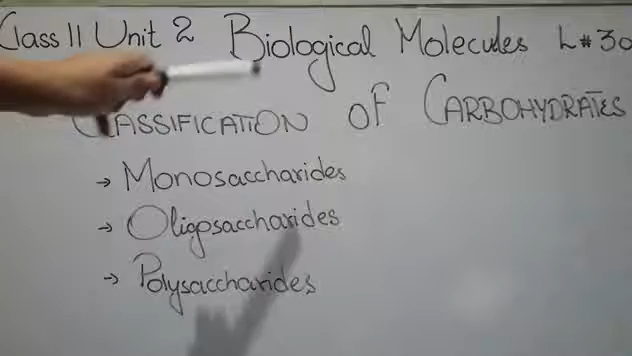 Class 11 Unit 2 Biological Molecules L#30
CLASSIFICATION OF CARBOHYDRATES
→ Monosaccharides
→ Oligosaccharides
→ Polysaccharides